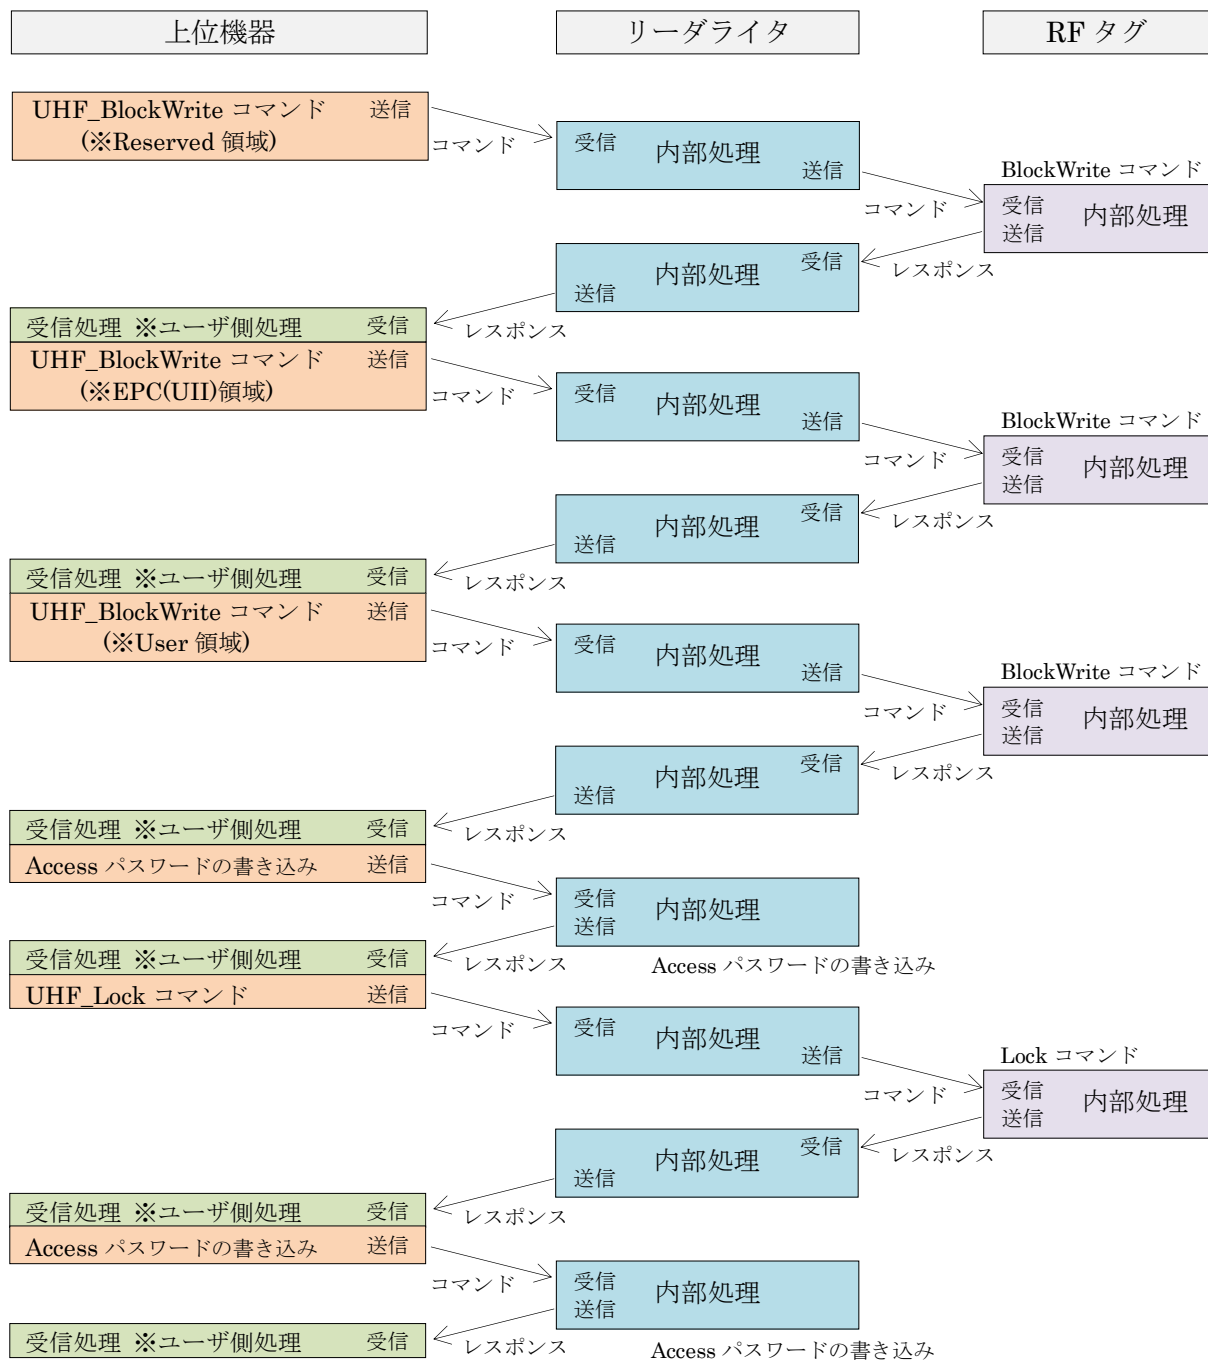 上位機器
リーダライタ
RF タグ
UHF_BlockWrite コマンド 送信
(※Reserved 領域)
コマンド
受信 内部処理
送信
BlockWrite コマンド
コマンド
受信 内部処理
送信
レスポンス
内部処理 受信
送信
レスポンス
受信処理 ※ユーザ側処理 受信
UHF_BlockWrite コマンド 送信
(※EPC(UII)領域)
コマンド
受信 内部処理
送信
BlockWrite コマンド
コマンド
受信 内部処理
送信
レスポンス
内部処理 受信
送信
レスポンス
受信処理 ※ユーザ側処理 受信
UHF_BlockWrite コマンド 送信
(※User 領域)
コマンド
受信 内部処理
送信
BlockWrite コマンド
コマンド
受信 内部処理
送信
レスポンス
内部処理 受信
送信
レスポンス
受信処理 ※ユーザ側処理 受信
Access パスワードの書き込み 送信
コマンド
受信 内部処理
送信
Access パスワードの書き込み
レスポンス
受信処理 ※ユーザ側処理 受信
UHF_Lock コマンド 送信
コマンド
受信 内部処理
送信
Lock コマンド
コマンド
受信 内部処理
送信
レスポンス
内部処理 受信
送信
レスポンス
受信処理 ※ユーザ側処理 受信
Access パスワードの書き込み 送信
コマンド
受信 内部処理
送信
Access パスワードの書き込み
レスポンス
受信処理 ※ユーザ側処理 受信